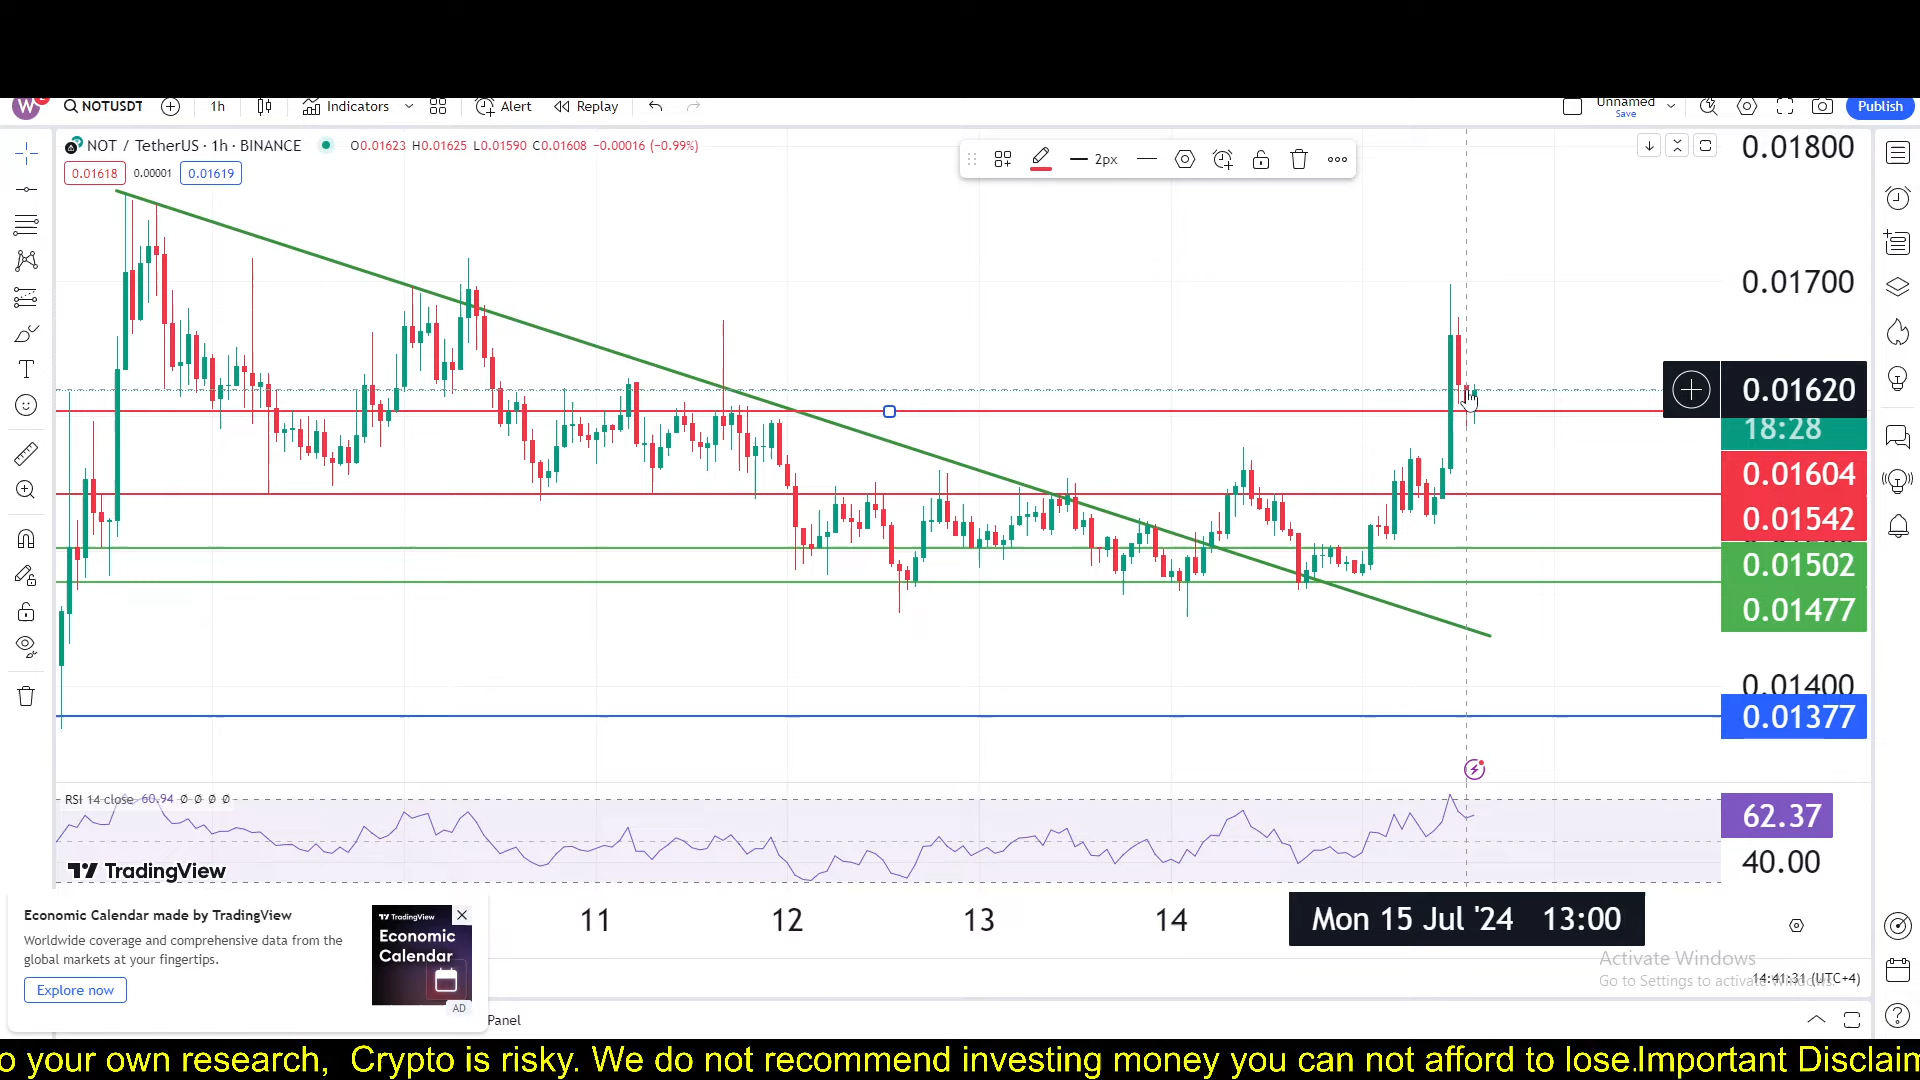 W 2 NOTUSDT 1h Indicators Alert Replay Unnamed Save Publish
NOT / TetherUS · 1h · BINANCE O0.01623 H0.01625 L0.01590 C0.01608 −0.00016 (−0.99%)
0.01618 0.00001 0.01619
2px
0.01800
0.01700
0.01620
18:28
0.01604
0.01542
0.01502
0.01477
0.01400
0.01377
RSI 14 close 60.94 Ø Ø Ø Ø
62.37
40.00
TradingView
11 12 13 14 Mon 15 Jul '24 13:00
Economic Calendar made by TradingView
Worldwide coverage and comprehensive data from the
global markets at your fingertips.
Explore now
TradingView
Economic
Calendar
AD
Activate Windows
Go to Settings to activate Windows.
14:41:31 (UTC+4)
Panel
o your own research, Crypto is risky. We do not recommend investing money you can not afford to lose.Important Disclaim